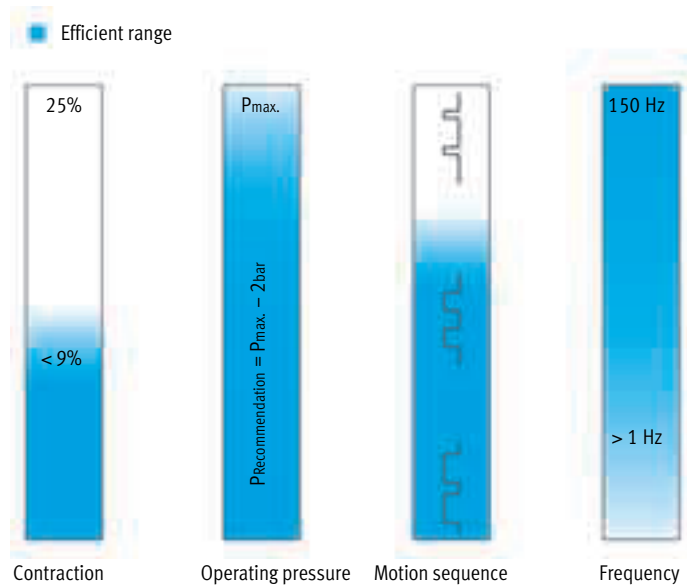 Efficient range
25%
Pmax.
150 Hz
PRecommendation = Pmax. – 2bar
< 9%
> 1 Hz
Contraction
Operating pressure
Motion sequence
Frequency